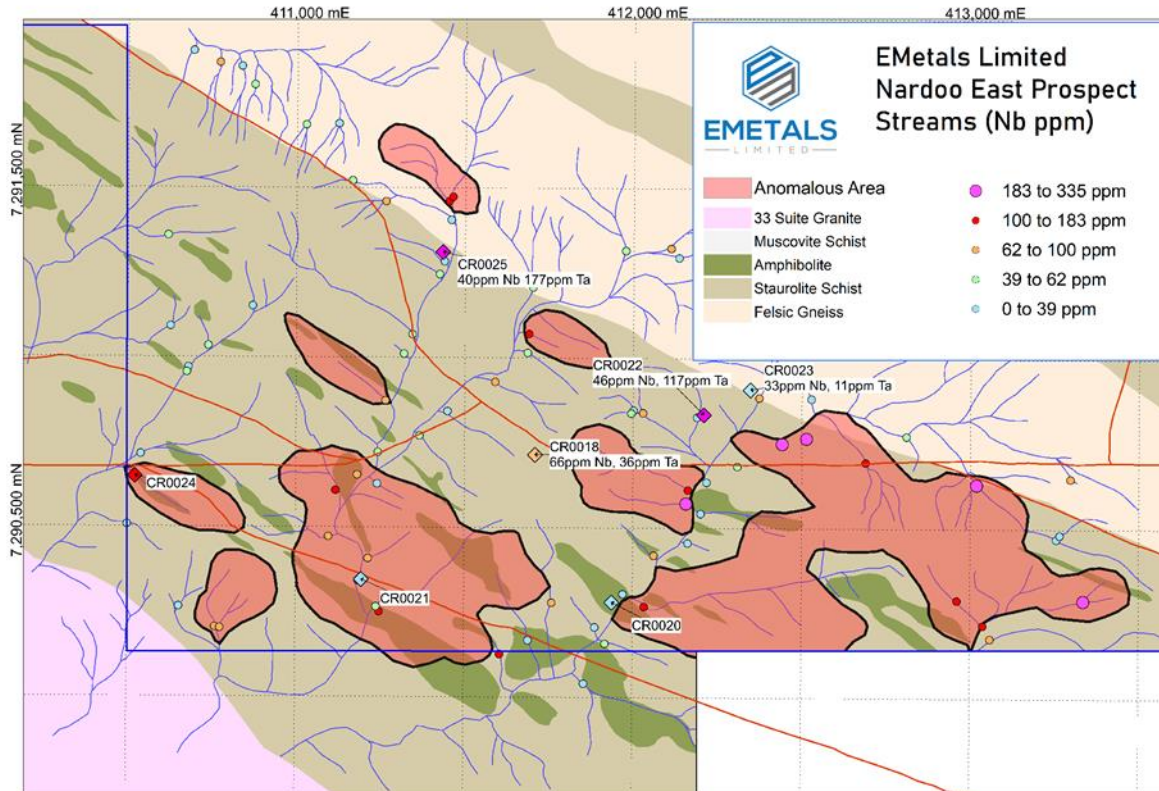 411,000 mE
412,000 mE
413,000 mE
7,291,500 mN
7,290,500 mN
EMETALS
LIMITED
EMetals Limited
Nardoo East Prospect
Streams (Nb ppm)
Anomalous Area
33 Suite Granite
Muscovite Schist
Amphibolite
Staurolite Schist
Felsic Gneiss
183 to 335 ppm
100 to 183 ppm
62 to 100 ppm
39 to 62 ppm
0 to 39 ppm
CR0025
40ppm Nb 177ppm Ta
CR0022
46ppm Nb, 117ppm Ta
CR0023
33ppm Nb, 11ppm Ta
CR0018
66ppm Nb, 36ppm Ta
CR0024
CR0021
CR0020